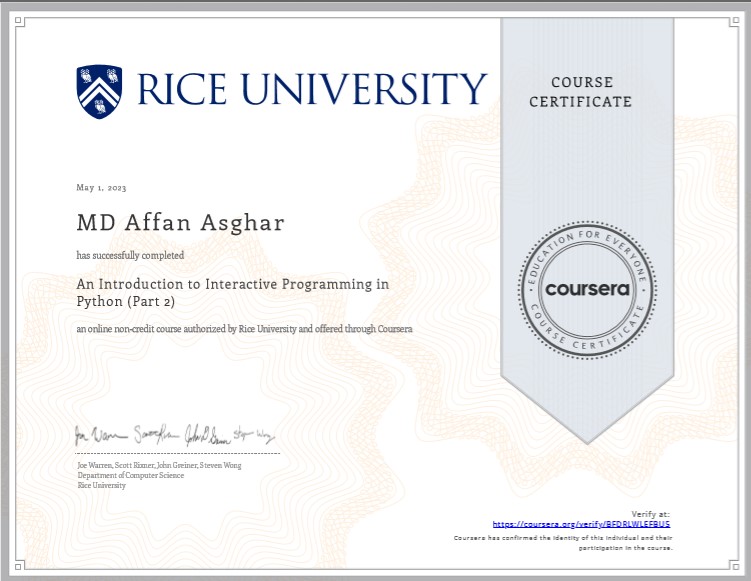 RICE UNIVERSITY
COURSE
CERTIFICATE
May 1, 2023
MD Affan Asghar
has successfully completed
An Introduction to Interactive Programming in
Python (Part 2)
an online non-credit course authorized by Rice University and offered through Coursera
EDUCATION FOR EVERYONE
coursera
COURSE CERTIFICATE
Joe Warren, Scott Rixner, John Greiner, Steven Wong
Department of Computer Science
Rice University
Verify at:
https://coursera.org/verify/BFDRLWLEFBUS
Coursera has confirmed the identity of this individual and their
participation in the course.